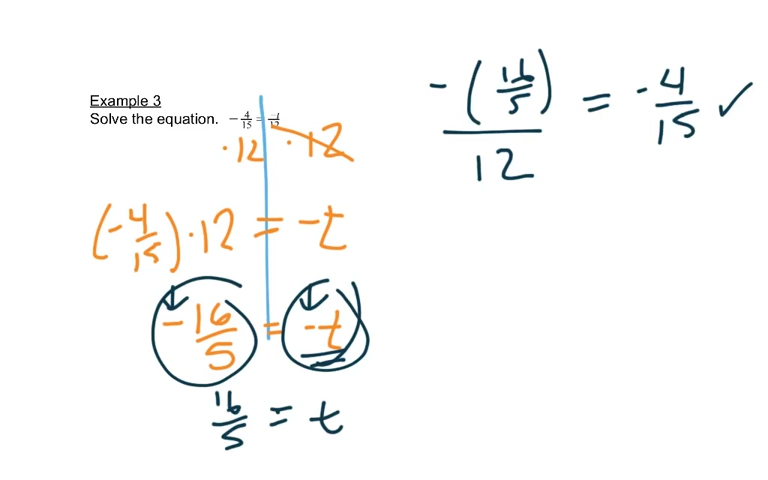 Example 3
Solve the equation. -4/15 = -t/12
·12 ·12
(-4/15)·12 = -t
-16/5 = -t
16/5 = t
-(16/5)/12 = -4/15 ✓